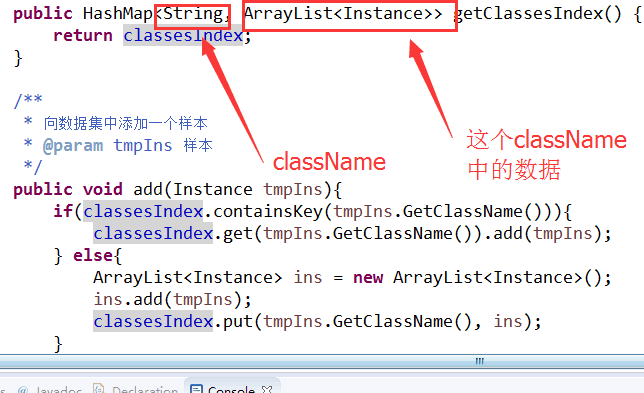 public HashMap<String, ArrayList<Instance>> getClassesIndex() {
return classesIndex;
}
/**
* 向数据集中添加一个样本
* @param tmpIns 样本
*/
className
这个className
中的数据
public void add(Instance tmpIns){
if(classesIndex.containsKey(tmpIns.GetClassName())){
classesIndex.get(tmpIns.GetClassName()).add(tmpIns);
} else{
ArrayList<Instance> ins = new ArrayList<Instance>();
ins.add(tmpIns);
classesIndex.put(tmpIns.GetClassName(), ins);
}
@ Javadoc Declaration Console